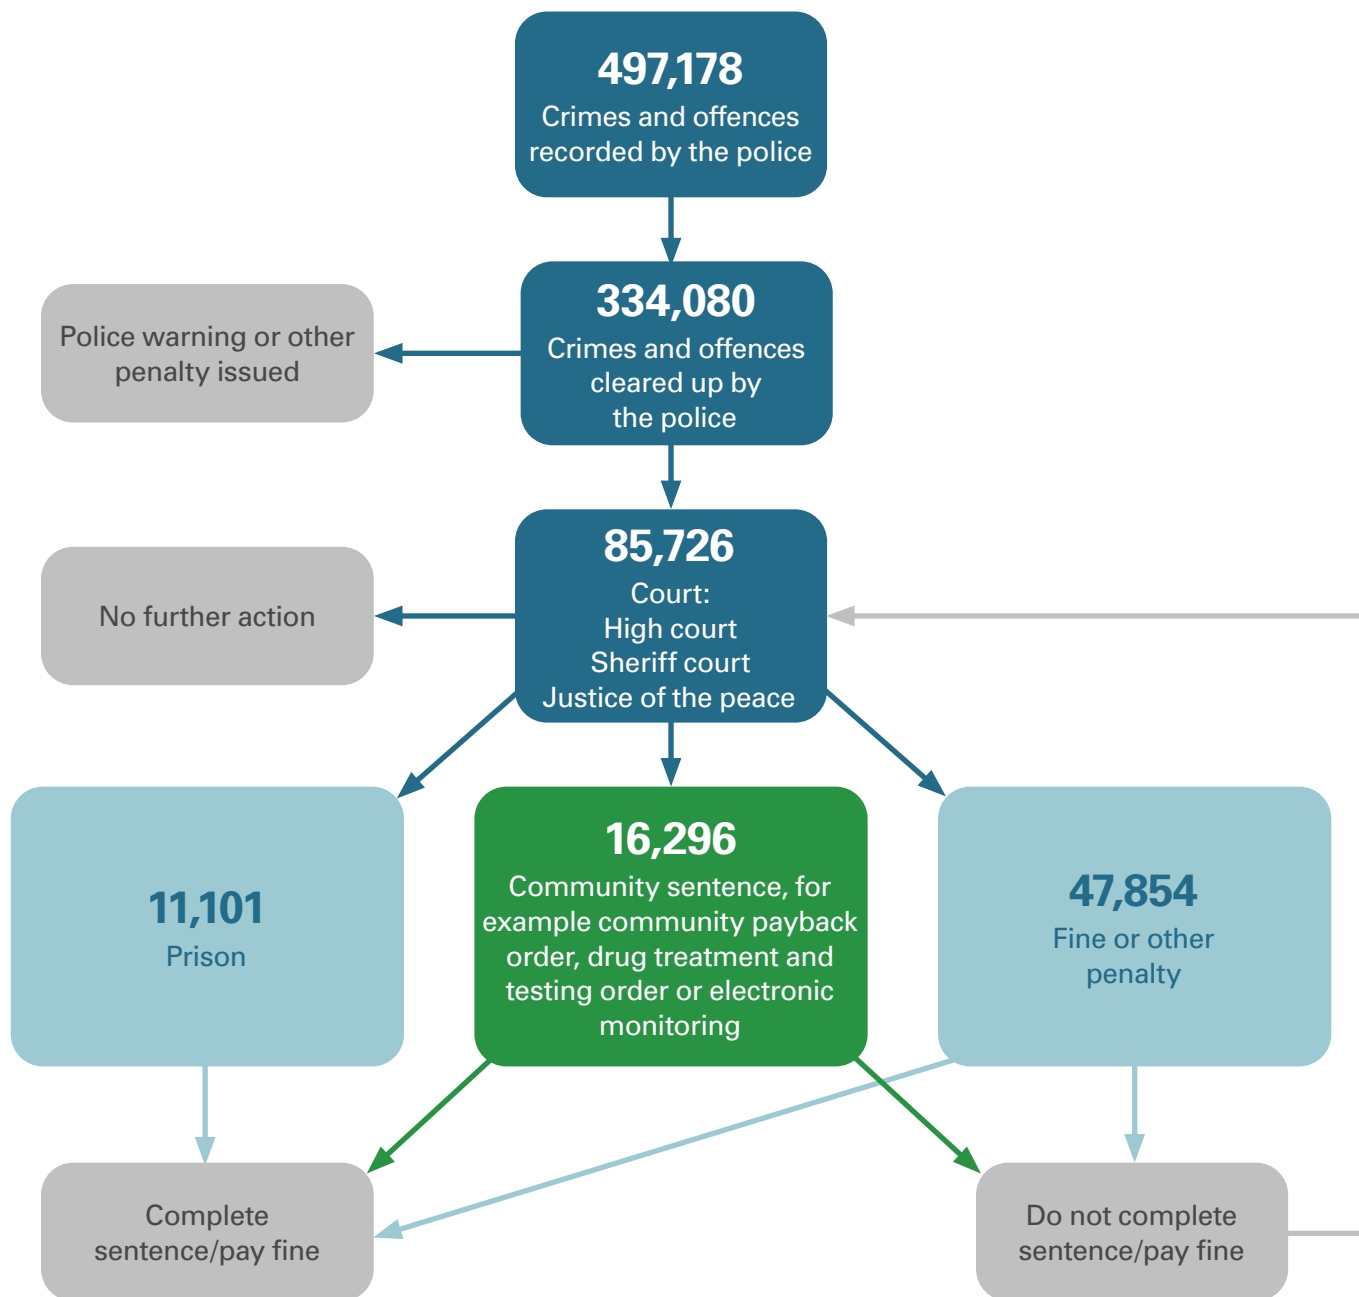 497,178
Crimes and offences
recorded by the police
334,080
Crimes and offences
cleared up by
the police
Police warning or other
penalty issued
85,726
Court:
High court
Sheriff court
Justice of the peace
No further action
11,101
Prison
16,296
Community sentence, for
example community payback
order, drug treatment and
testing order or electronic
monitoring
47,854
Fine or other
penalty
Complete
sentence/pay fine
Do not complete
sentence/pay fine